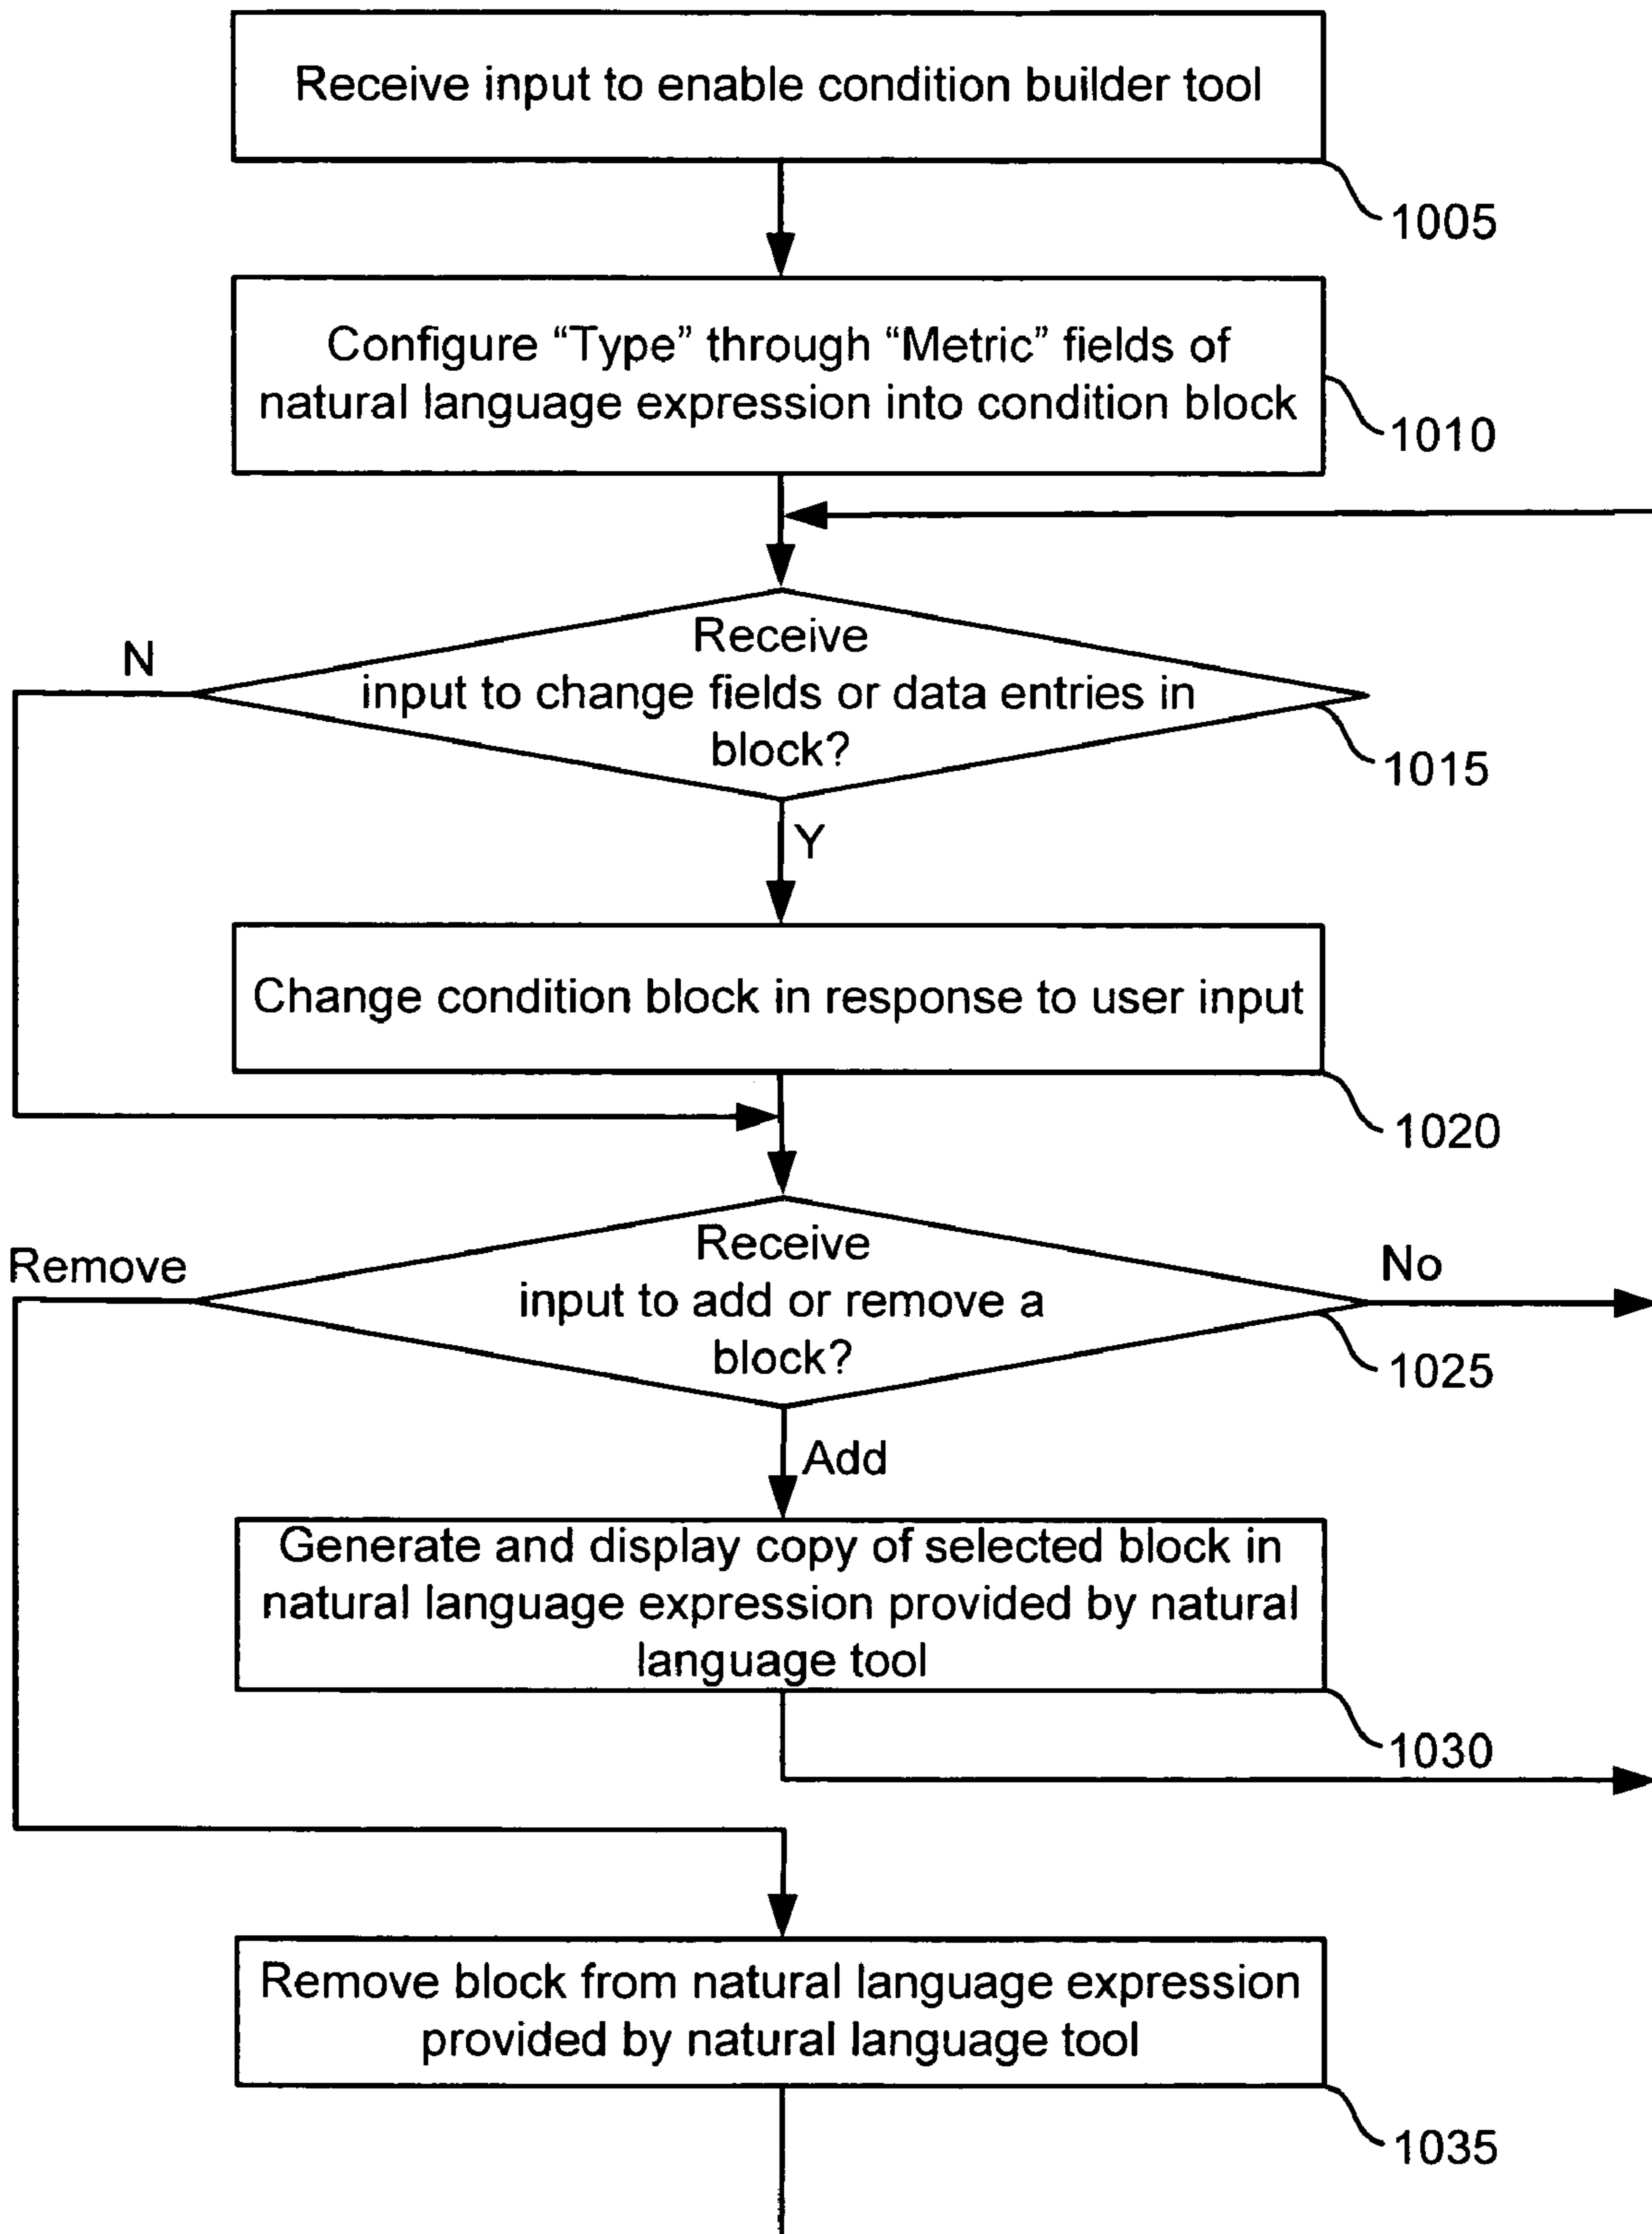 Receive input to enable condition builder tool
1005
Configure “Type” through “Metric” fields of
natural language expression into condition block
1010
Receive
input to change fields or data entries in
block?
N
1015
Y
Change condition block in response to user input
1020
Receive
input to add or remove a
block?
Remove
No
1025
Add
Generate and display copy of selected block in
natural language expression provided by natural
language tool
1030
Remove block from natural language expression
provided by natural language tool
1035